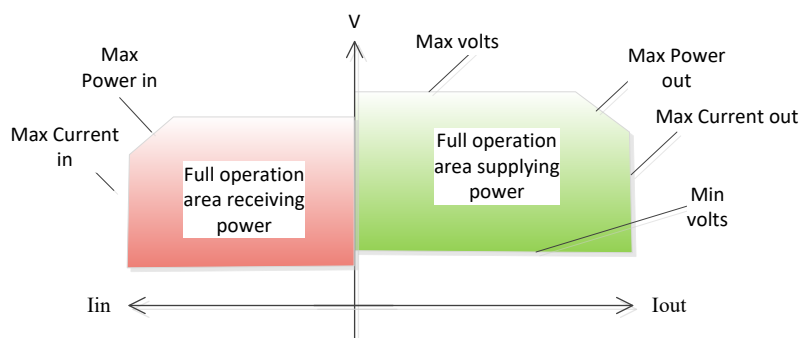 V
Max volts
Max
Power in
Max Power
out
Max Current
in
Max Current out
Full operation
area receiving
power
Full operation
area supplying
power
Min
volts
Iin
Iout